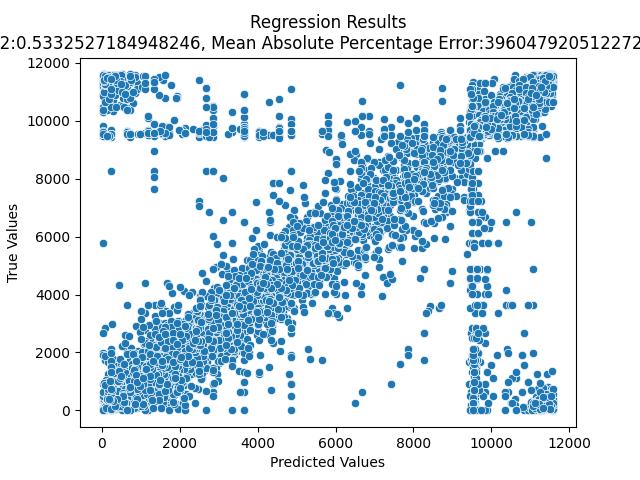 Regression Results
2:0.5332527184948246, Mean Absolute Percentage Error:396047920512272
12000
10000
8000
6000
4000
2000
0
True Values
0 2000 4000 6000 8000 10000 12000
Predicted Values